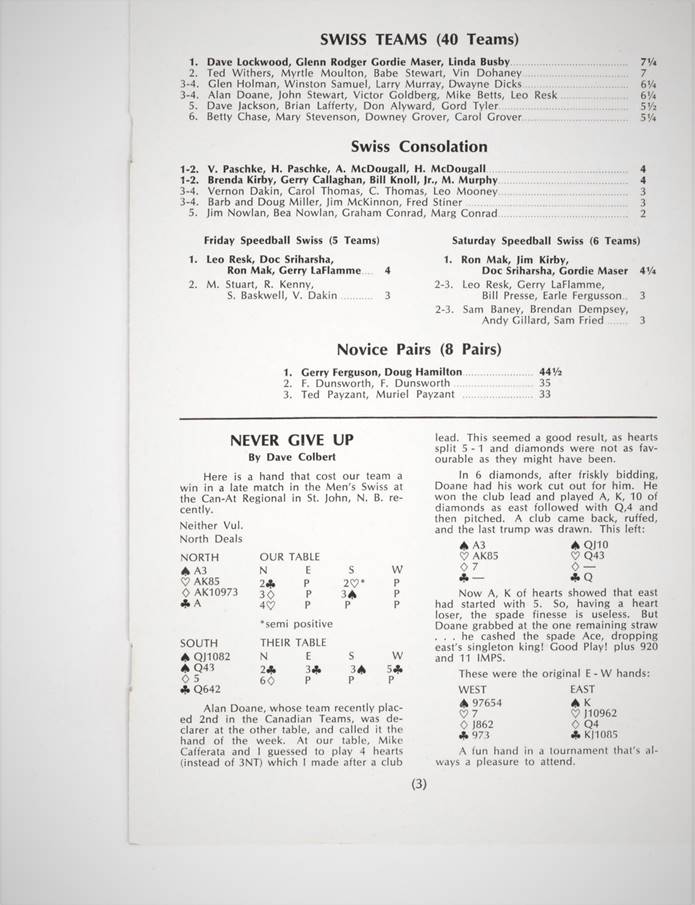 SWISS TEAMS (40 Teams)
1. Dave Lockwood, Glenn Rodger Gordie Maser, Linda Busby 7¼
2. Ted Withers, Myrtle Moulton, Babe Stewart, Vin Dohaney 7
3-4. Glen Holman, Winston Samuel, Larry Murray, Dwayne Dicks 6¼
3-4. Alan Doane, John Stewart, Victor Goldberg, Mike Betts, Leo Resk 6¼
5. Dave Jackson, Brian Lafferty, Don Alyward, Gord Tyler 5½
6. Betty Chase, Mary Stevenson, Downey Grover, Carol Grover 5¼
Swiss Consolation
1-2. V. Paschke, H. Paschke, A. McDougall, H. McDougall 4
1-2. Brenda Kirby, Gerry Callaghan, Bill Knoll, Jr., M. Murphy 4
3-4. Vernon Dakin, Carol Thomas, C. Thomas, Leo Mooney 3
3-4. Barb and Doug Miller, Jim McKinnon, Fred Stiner 3
5. Jim Nowlan, Bea Nowlan, Graham Conrad, Marg Conrad 2
Friday Speedball Swiss (5 Teams)
1. Leo Resk, Doc Sriharsha,
Ron Mak, Gerry LaFlamme 4
2. M. Stuart, R. Kenny,
S. Baskwell, V. Dakin 3
Saturday Speedball Swiss (6 Teams)
1. Ron Mak, Jim Kirby,
Doc Sriharsha, Gordie Maser 4¼
2-3. Leo Resk, Gerry LaFlamme,
Bill Presse, Earle Fergusson 3
2-3. Sam Baney, Brendan Dempsey,
Andy Gillard, Sam Fried 3
Novice Pairs (8 Pairs)
1. Gerry Ferguson, Doug Hamilton 44½
2. F. Dunsworth, F. Dunsworth 35
3. Ted Payzant, Muriel Payzant 33
NEVER GIVE UP
By Dave Colbert
Here is a hand that cost our team a
win in a late match in the Men's Swiss at
the Can-At Regional in St. John, N. B. re-
cently.
Neither Vul.
North Deals
NORTH OUR TABLE
♠ A3 N E S W
♡ AK85 2♣ P 2♡* P
♢ AK10973 3♢ P 3♠ P
♣ A 4♡ P P P
*semi positive
SOUTH THEIR TABLE
♠ QJ1082 N E S W
♠ Q43 2♣ 3♣ 3♠ 5♣
♢ 5 6♢ P P P
♣ Q642
Alan Doane, whose team recently plac-
ed 2nd in the Canadian Teams, was de-
clarer at the other table, and called it the
hand of the week. At our table, Mike
Cafferata and I guessed to play 4 hearts
(instead of 3NT) which I made after a club
lead. This seemed a good result, as hearts
split 5 - 1 and diamonds were not as fav-
ourable as they might have been.
In 6 diamonds, after friskly bidding,
Doane had his work cut out for him. He
won the club lead and played A, K, 10 of
diamonds as east followed with Q,4 and
then pitched. A club came back, ruffed,
and the last trump was drawn. This left:
♠ A3 ♠ QJ10
♡ AK85 ♡ Q43
♢ 7 ♢ —
♣ — ♣ Q
Now A, K of hearts showed that east
had started with 5. So, having a heart
loser, the spade finesse is useless. But
Doane grabbed at the one remaining straw
. . . he cashed the spade Ace, dropping
east's singleton king! Good Play! plus 920
and 11 IMPS.
These were the original E - W hands:
WEST EAST
♠ 97654 ♠ K
♡ 7 ♡ J10962
♢ J862 ♢ Q4
♣ 973 ♣ KJ1085
A fun hand in a tournament that's al-
ways a pleasure to attend.
(3)